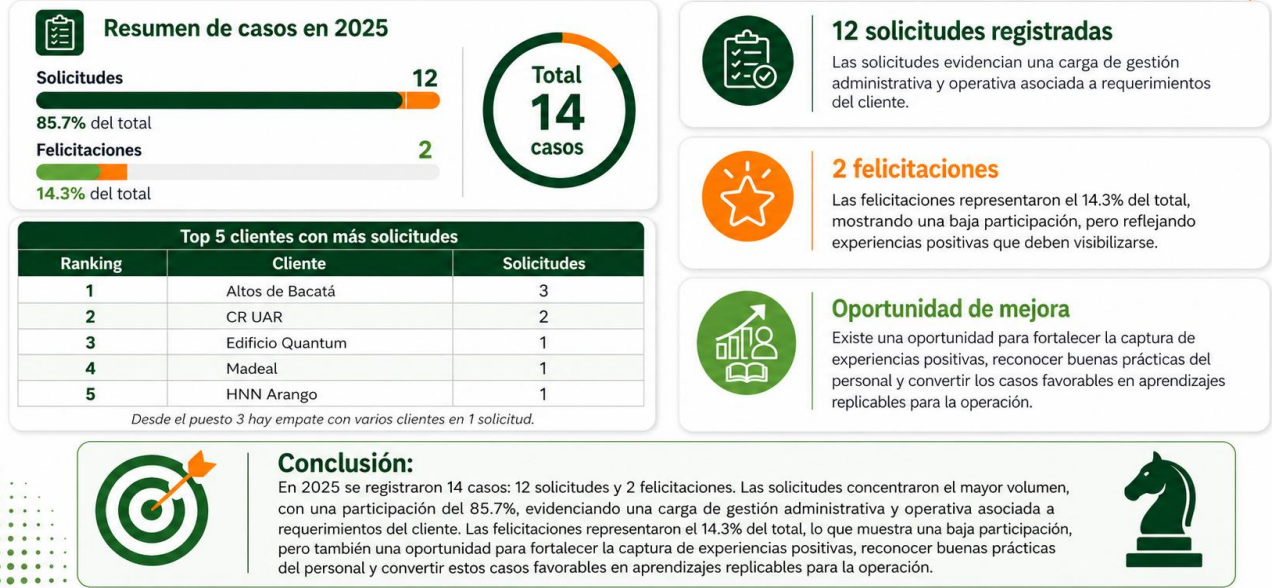 Resumen de casos en 2025
Solicitudes 12
85.7% del total
Felicitaciones 2
14.3% del total
Total
14
casos
Top 5 clientes con más solicitudes
Ranking Cliente Solicitudes
1 Altos de Bacatá 3
2 CR UAR 2
3 Edificio Quantum 1
4 Madeal 1
5 HNN Arango 1
Desde el puesto 3 hay empate con varios clientes en 1 solicitud.
12 solicitudes registradas
Las solicitudes evidencian una carga de gestión
administrativa y operativa asociada a requerimientos
del cliente.
2 felicitaciones
Las felicitaciones representaron el 14.3% del total,
mostrando una baja participación, pero reflejando
experiencias positivas que deben visibilizarse.
Oportunidad de mejora
Existe una oportunidad para fortalecer la captura de
experiencias positivas, reconocer buenas prácticas del
personal y convertir los casos favorables en aprendizajes
replicables para la operación.
Conclusión:
En 2025 se registraron 14 casos: 12 solicitudes y 2 felicitaciones. Las solicitudes concentraron el mayor volumen,
con una participación del 85.7%, evidenciando una carga de gestión administrativa y operativa asociada a
requerimientos del cliente. Las felicitaciones representaron el 14.3% del total, lo que muestra una baja participación,
pero también una oportunidad para fortalecer la captura de experiencias positivas, reconocer buenas prácticas
del personal y convertir estos casos favorables en aprendizajes replicables para la operación.